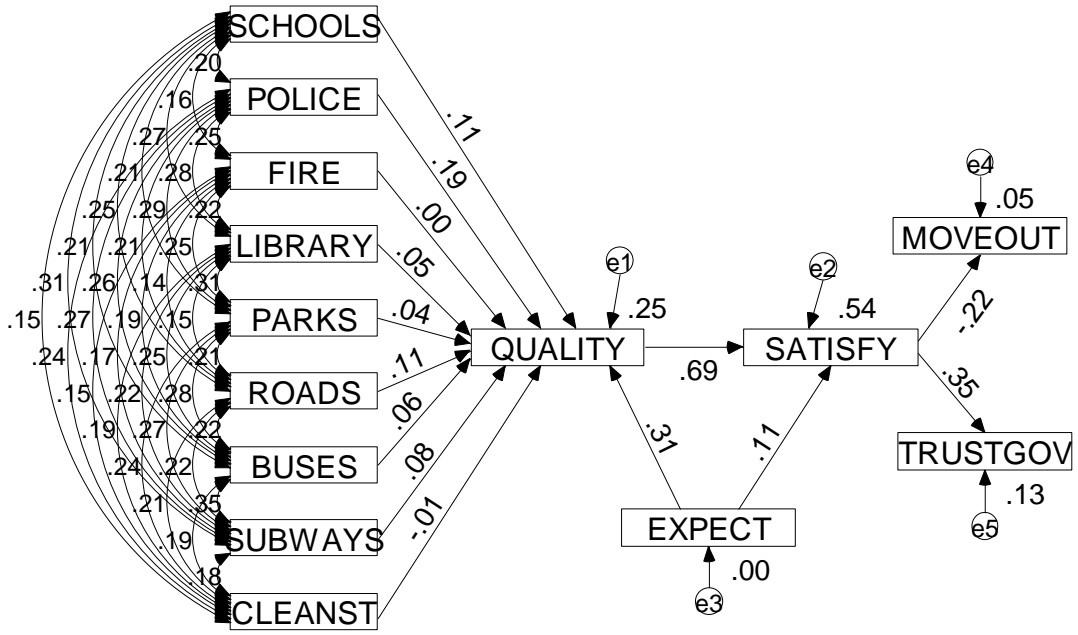 SCHOOLS
POLICE
FIRE
LIBRARY
PARKS
ROADS
BUSES
SUBWAYS
CLEANST
.20
.16
.27
.25
.21
.28
.25
.29
.22
.21
.21
.25
.31
.26
.14
.31
.15
.27
.19
.15
.24
.17
.25
.21
.15
.22
.28
.19
.27
.22
.24
.22
.21
.35
.19
.18
.11
.19
.00
.05
.04
.11
.06
.08
-.01
e1
.25
QUALITY
.69
.31
.11
EXPECT
.00
e3
e2
.54
SATISFY
-.22
.35
e4
.05
MOVEOUT
TRUSTGOV
.13
e5